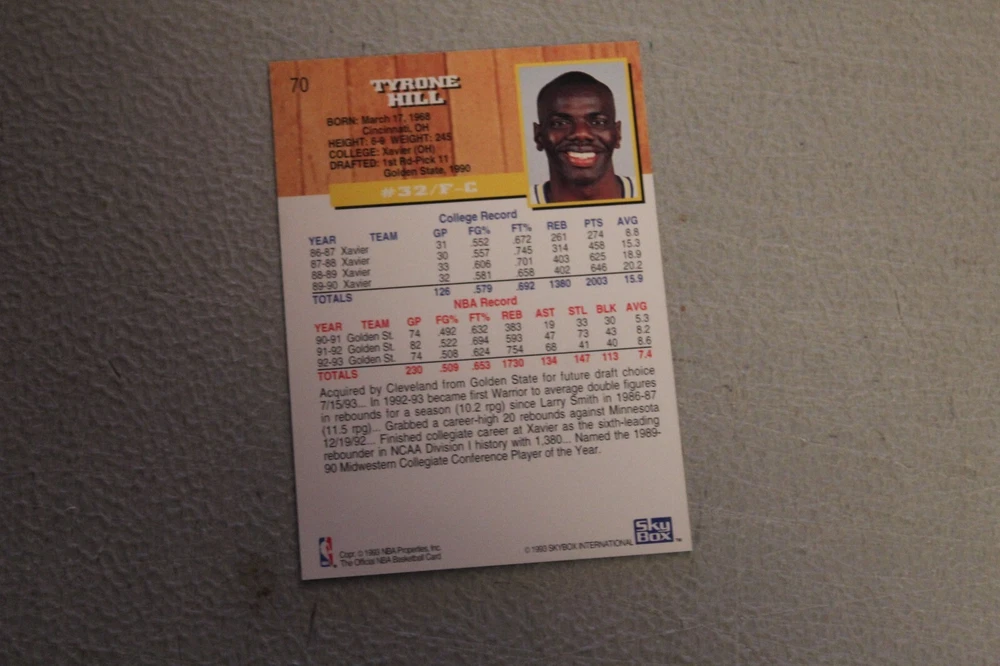 70
TYRONE
HILL
BORN: March 17, 1968
Cincinnati, OH
HEIGHT: 6-9 WEIGHT: 245
COLLEGE: Xavier (OH)
DRAFTED: 1st Rd-Pick 11
Golden State, 1990
#32/F-C
College Record
YEAR TEAM GP FG% FT% REB PTS AVG
86-87 Xavier 31 .552 .672 261 274 8.8
87-88 Xavier 30 .557 .745 314 458 15.3
88-89 Xavier 33 .606 .701 403 625 18.9
89-90 Xavier 32 .581 .658 402 646 20.2
TOTALS 126 .579 .692 1380 2003 15.9
NBA Record
YEAR TEAM GP FG% FT% REB AST STL BLK AVG
90-91 Golden St. 74 .492 .632 383 19 33 30 5.3
91-92 Golden St. 82 .522 .694 593 47 73 43 8.2
92-93 Golden St. 74 .508 .624 754 68 41 40 8.6
TOTALS 230 .509 .653 1730 134 147 113 7.4
Acquired by Cleveland from Golden State for future draft choice
7/15/93... In 1992-93 became first Warrior to average double figures
in rebounds for a season (10.2 rpg) since Larry Smith in 1986-87
(11.5 rpg)... Grabbed a career-high 20 rebounds against Minnesota
12/19/92... Finished collegiate career at Xavier as the sixth-leading
rebounder in NCAA Division I history with 1,380... Named the 1989-
90 Midwestern Collegiate Conference Player of the Year.
Copr. © 1993 NBA Properties, Inc.
The Official NBA Basketball Card
© 1993 SKYBOX INTERNATIONAL
Sky
Box™